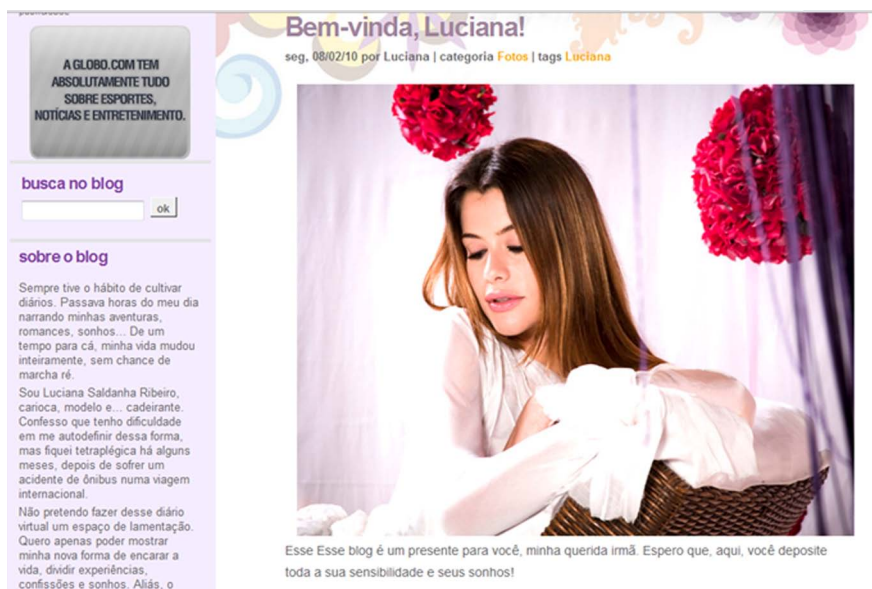 A GLOBO.COM TEM
ABSOLUTAMENTE TUDO
SOBRE ESPORTES,
NOTÍCIAS E ENTRETENIMENTO.
busca no blog
ok
sobre o blog
Sempre tive o hábito de cultivar
diários. Passava horas do meu dia
narrando minhas aventuras,
romances, sonhos... De um
tempo para cá, minha vida mudou
inteiramente, sem chance de
marcha ré.
Sou Luciana Saldanha Ribeiro,
carioca, modelo e... cadeirante.
Confesso que tenho dificuldade
em me autodefinir dessa forma,
mas fiquei tetraplégica há alguns
meses, depois de sofrer um
acidente de ônibus numa viagem
internacional.
Não pretendo fazer desse diário
virtual um espaço de lamentação.
Quero apenas poder mostrar
minha nova forma de encarar a
vida, dividir experiências,
confissões e sonhos. Aliás, o
Bem-vinda, Luciana!
seg, 08/02/10 por Luciana | categoria Fotos | tags Luciana
Esse Esse blog é um presente para você, minha querida irmã. Espero que, aqui, você deposite
toda a sua sensibilidade e seus sonhos!